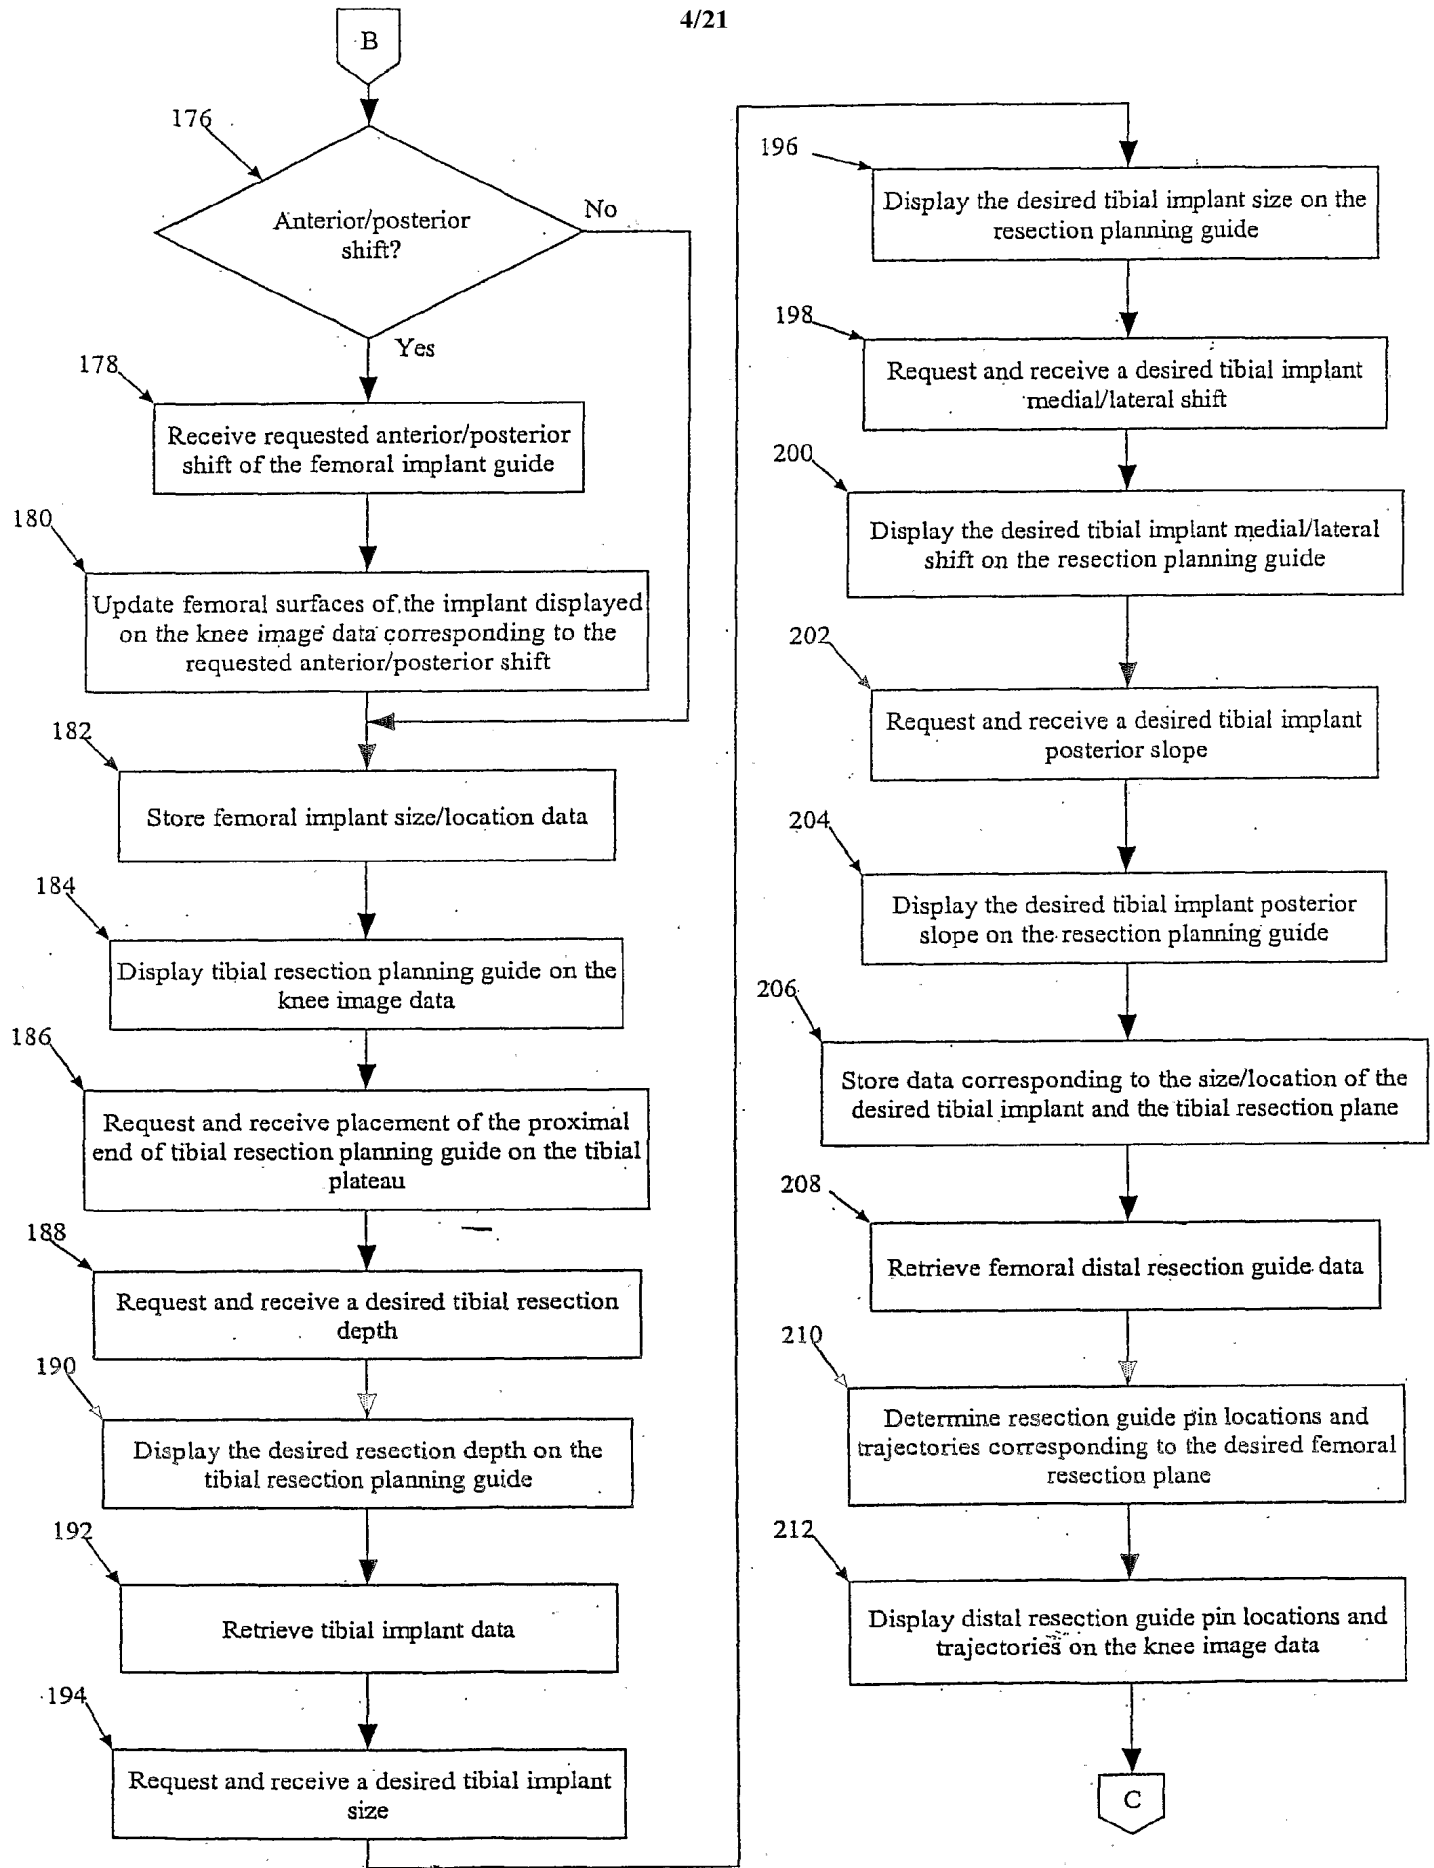 4/21
B
176
Anterior/posterior
shift?
No
Yes
178
Receive requested anterior/posterior
shift of the femoral implant guide
180
Update femoral surfaces of the implant displayed
on the knee image data corresponding to the
requested anterior/posterior shift
182
Store femoral implant size/location data
184
Display tibial resection planning guide on the
knee image data
186
Request and receive placement of the proximal
end of tibial resection planning guide on the tibial
plateau
188
Request and receive a desired tibial resection
depth
190
Display the desired resection depth on the
tibial resection planning guide
192
Retrieve tibial implant data
194
Request and receive a desired tibial implant
size
196
Display the desired tibial implant size on the
resection planning guide
198
Request and receive a desired tibial implant
medial/lateral shift
200
Display the desired tibial implant medial/lateral
shift on the resection planning guide
202
Request and receive a desired tibial implant
posterior slope
204
Display the desired tibial implant posterior
slope on the resection planning guide
206
Store data corresponding to the size/location of the
desired tibial implant and the tibial resection plane
208
Retrieve femoral distal resection guide data
210
Determine resection guide pin locations and
trajectories corresponding to the desired femoral
resection plane
212
Display distal resection guide pin locations and
trajectories on the knee image data
C